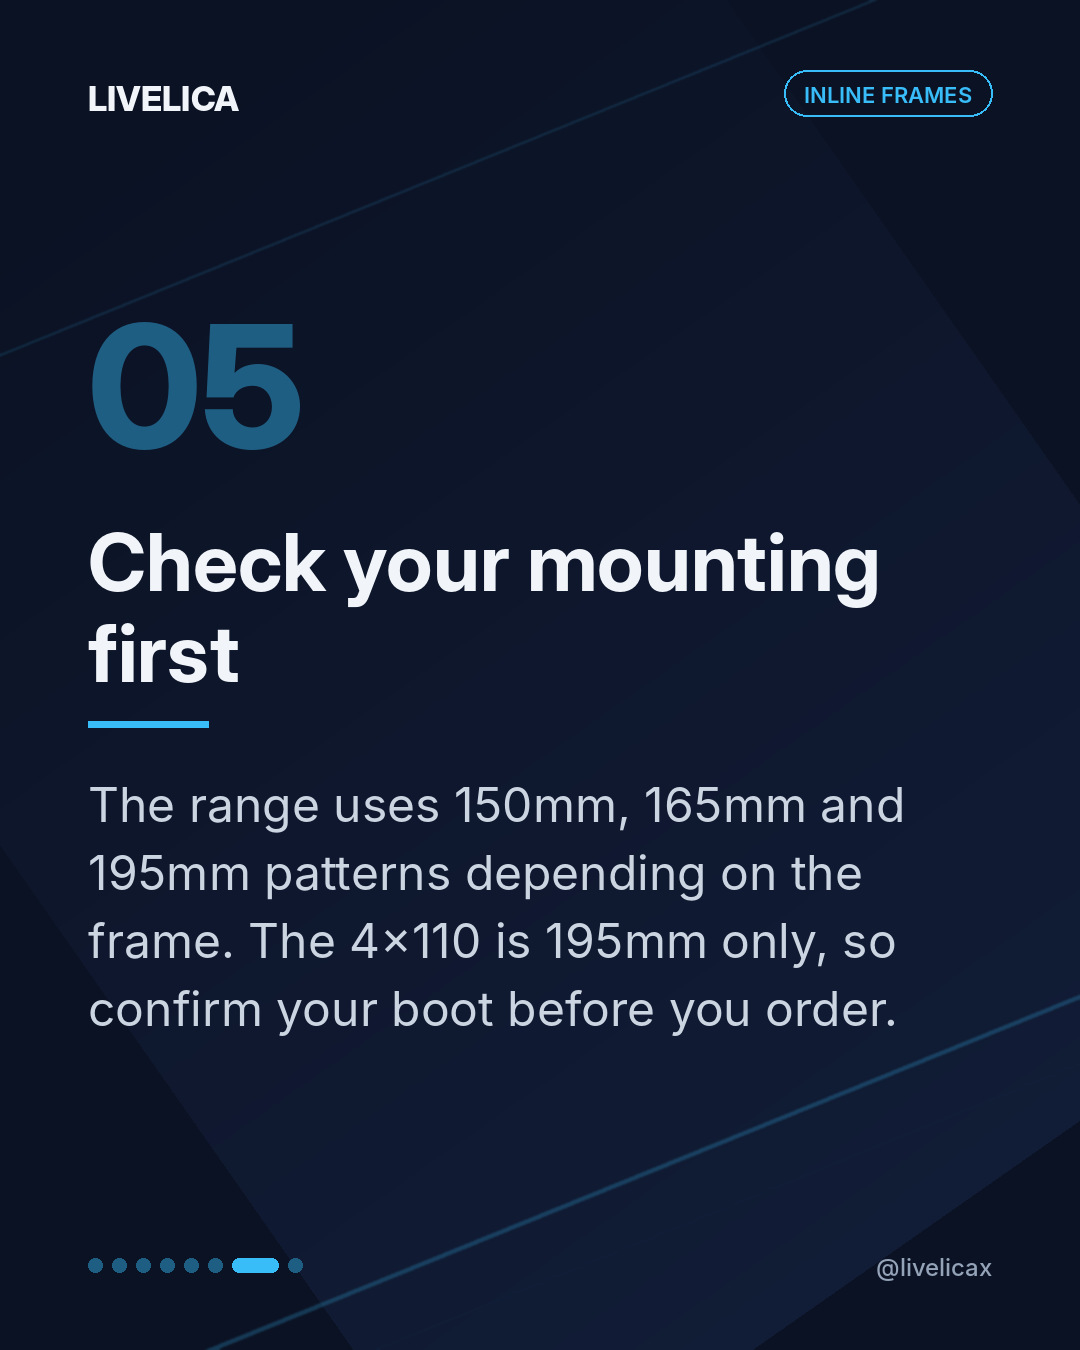 LIVELICA
INLINE FRAMES
05
Check your mounting
first
The range uses 150mm, 165mm and
195mm patterns depending on the
frame. The 4×110 is 195mm only, so
confirm your boot before you order.
@livelicax